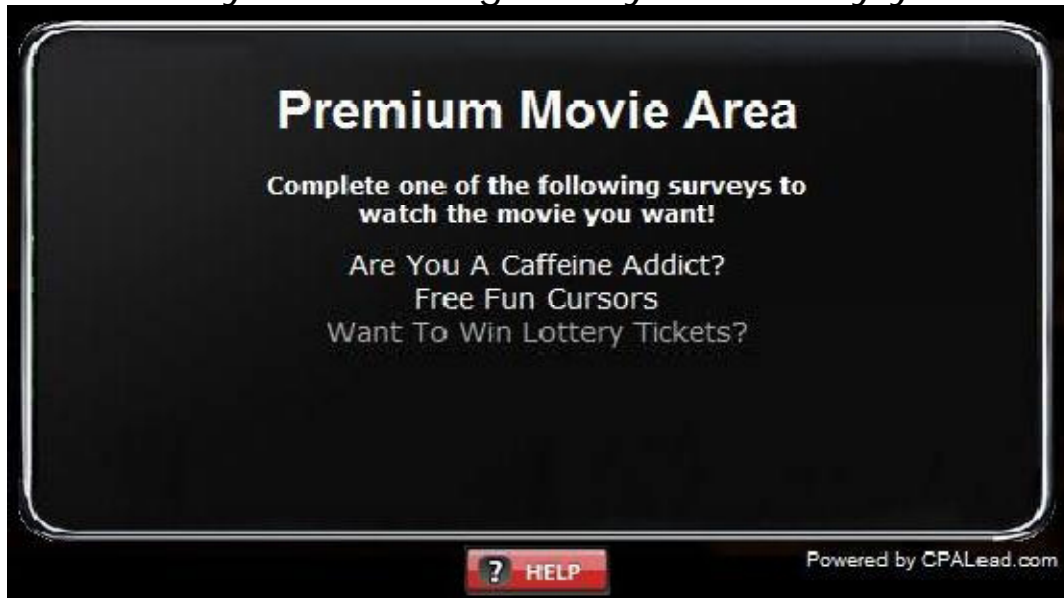 Premium Movie Area
Complete one of the following surveys to
watch the movie you want!
Are You A Caffeine Addict?
Free Fun Cursors
Want To Win Lottery Tickets?
? HELP
Powered by CPALead.com